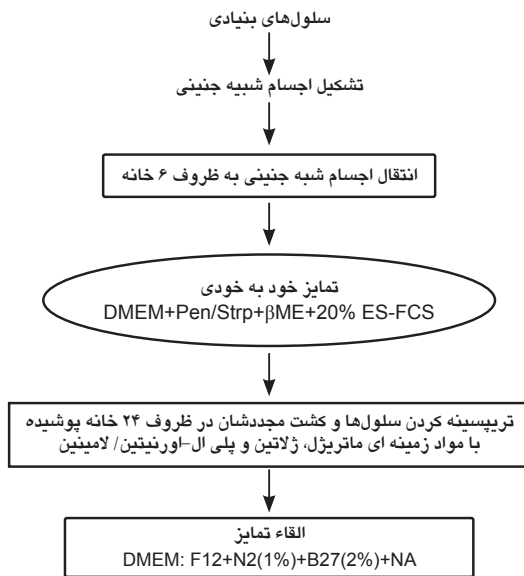 سلول‌های بنیادی
تشکیل اجسام شبیه جنینی
انتقال اجسام شبه جنینی به ظروف ۶ خانه
تمایز خود به خودی
DMEM+Pen/Strp+βME+20% ES-FCS
تریپسینه کردن سلول‌ها و کشت مجددشان در ظروف ۲۴ خانه پوشیده
با مواد زمینه ای ماتریژل، ژلاتین و پلی ال-اورنیتین/ لامینین
القاء تمایز
DMEM: F12+N2(1%)+B27(2%)+NA